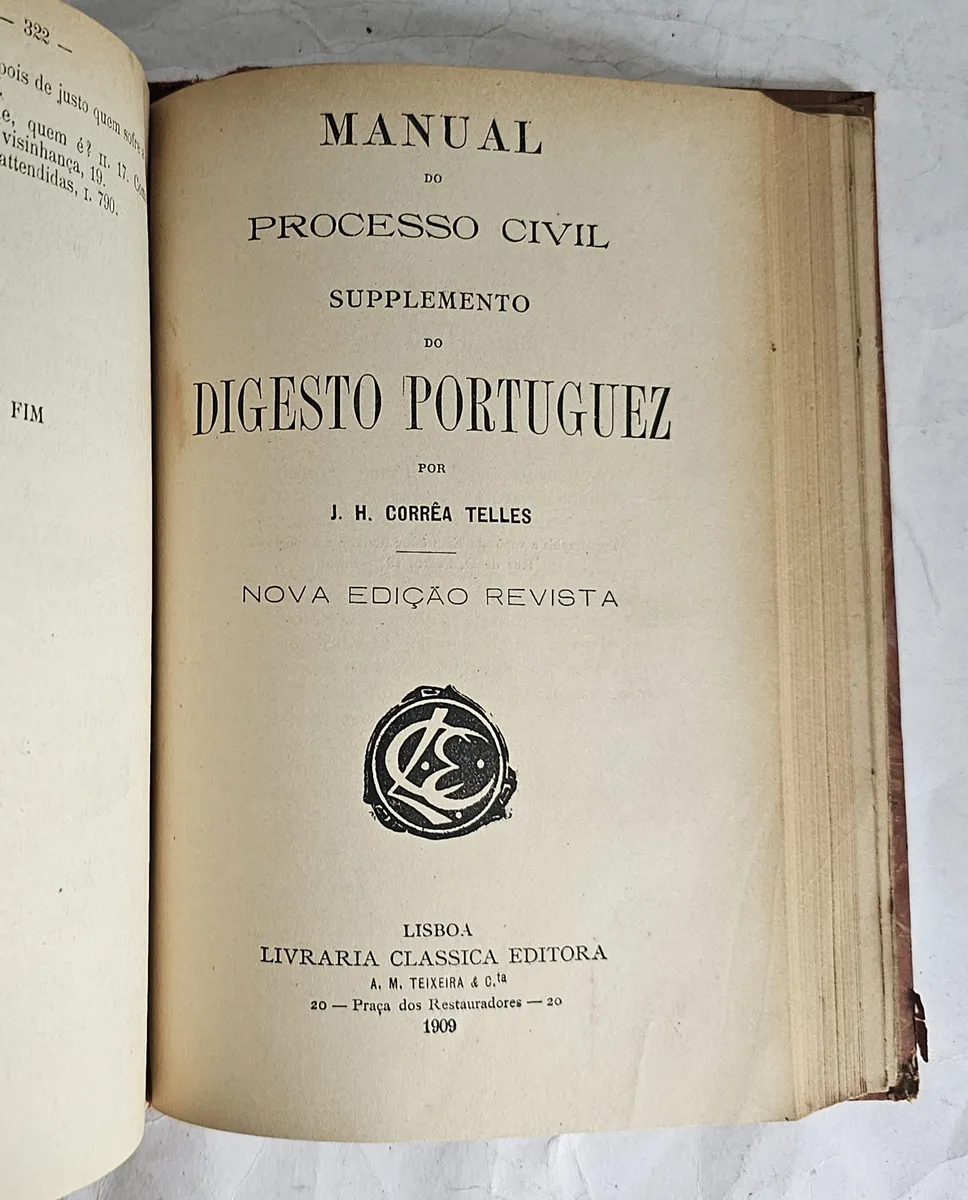 — 322 —
pois de justo quem sofre a
e, quem é? II. 17.
visinhança, 19.
attendidas, I. 790.
FIM
MANUAL
DO
PROCESSO CIVIL
SUPPLEMENTO
DO
DIGESTO PORTUGUEZ
POR
J. H. CORRÊA TELLES
NOVA EDIÇÃO REVISTA
LISBOA
LIVRARIA CLASSICA EDITORA
A. M. TEIXEIRA & C.ta
20 — Praça dos Restauradores — 20
1909